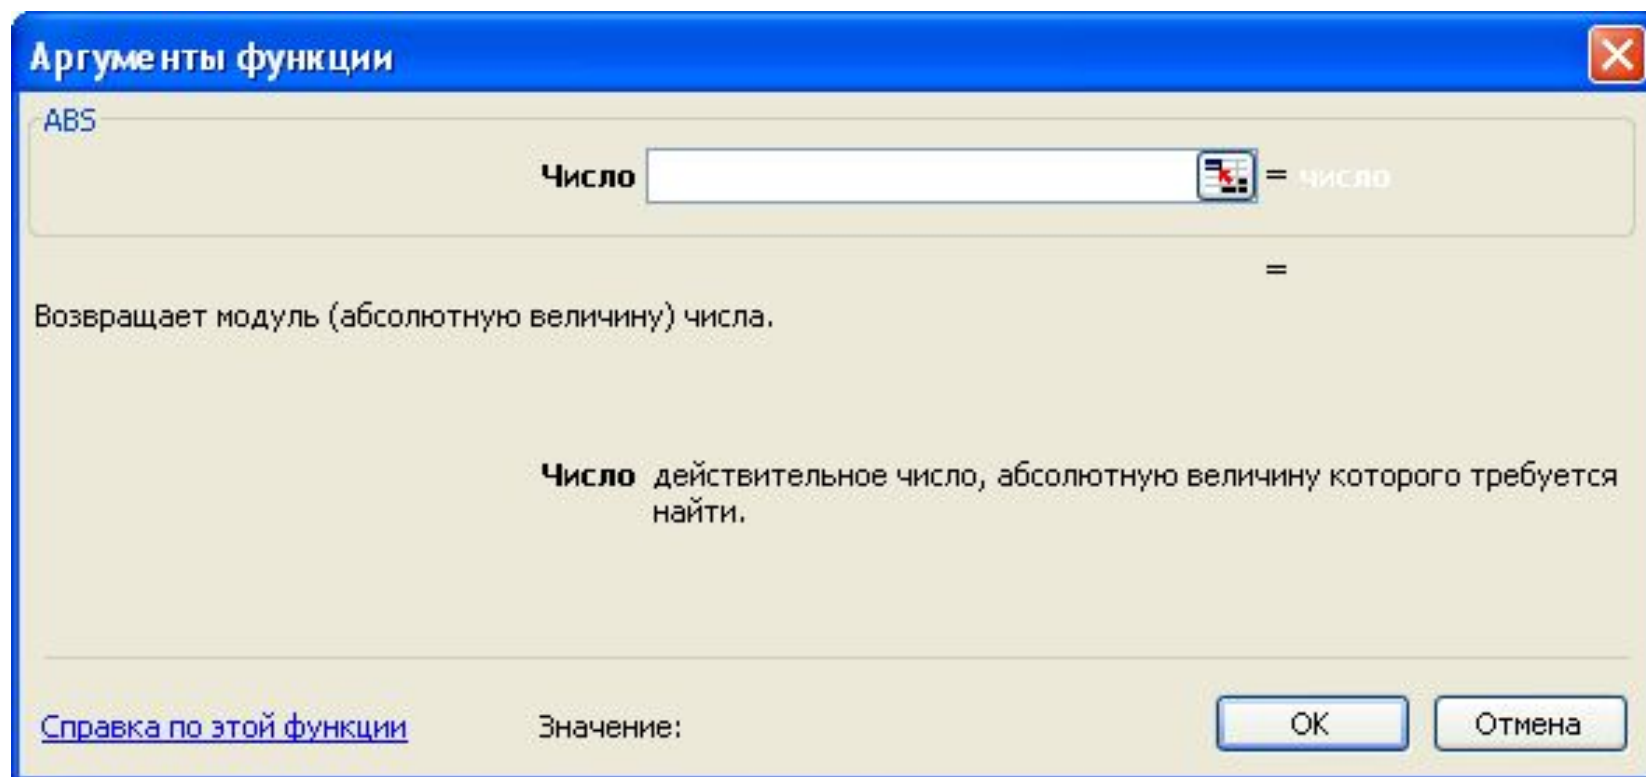 Аргументы функции
ABS
Число = число
=
Возвращает модуль (абсолютную величину) числа.
Число действительное число, абсолютную величину которого требуется
найти.
Справка по этой функции Значение: ОК Отмена